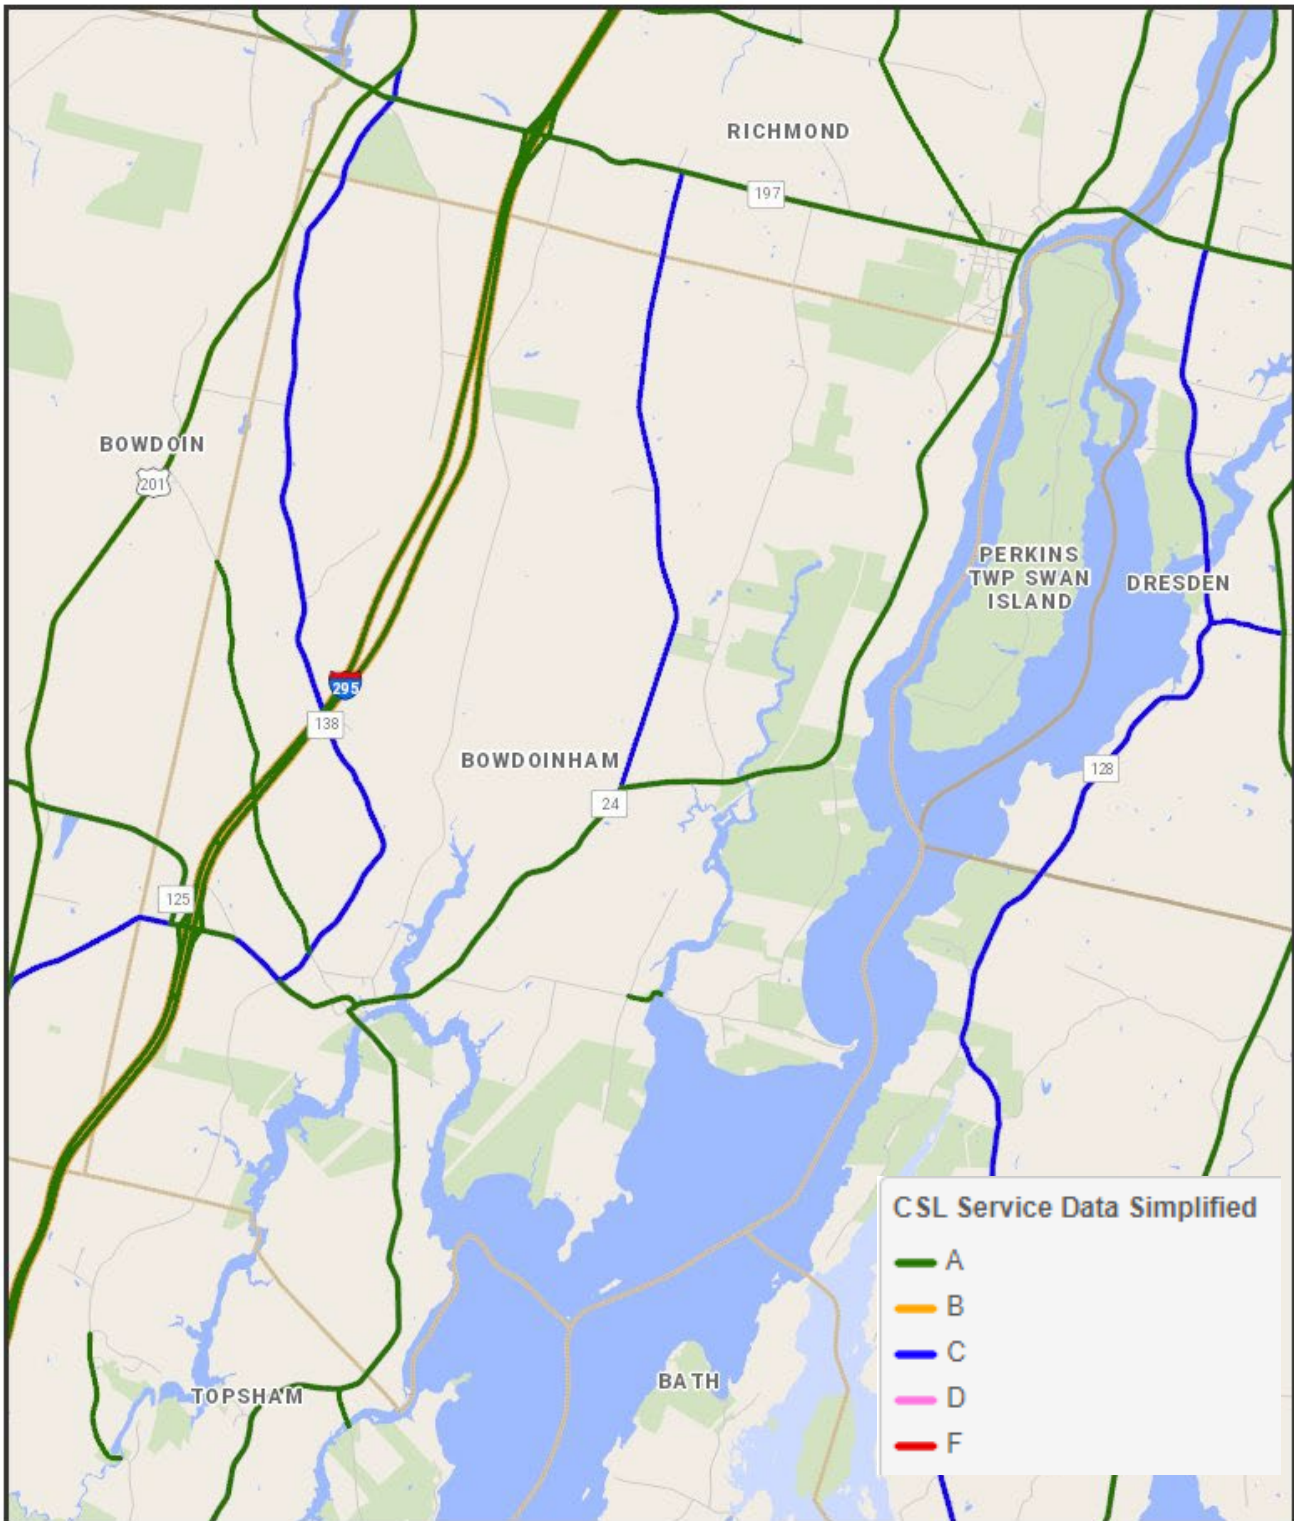 RICHMOND
197
BOWDOIN
201
PERKINS
TWP SWAN
ISLAND
DRESDEN
295
138
BOWDOINHAM
128
24
125
CSL Service Data Simplified
A
B
C
D
F
BATH
TOPSHAM